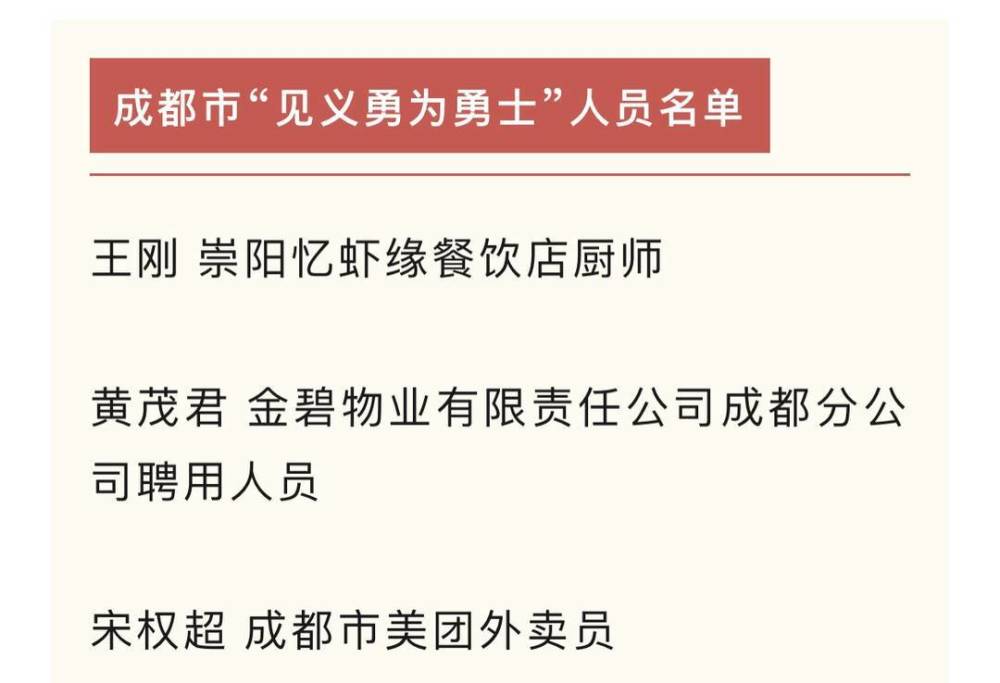 成都市“见义勇为勇士”人员名单
王刚 崇阳忆虾缘餐饮店厨师
黄茂君 金碧物业有限责任公司成都分公
司聘用人员
宋权超 成都市美团外卖员